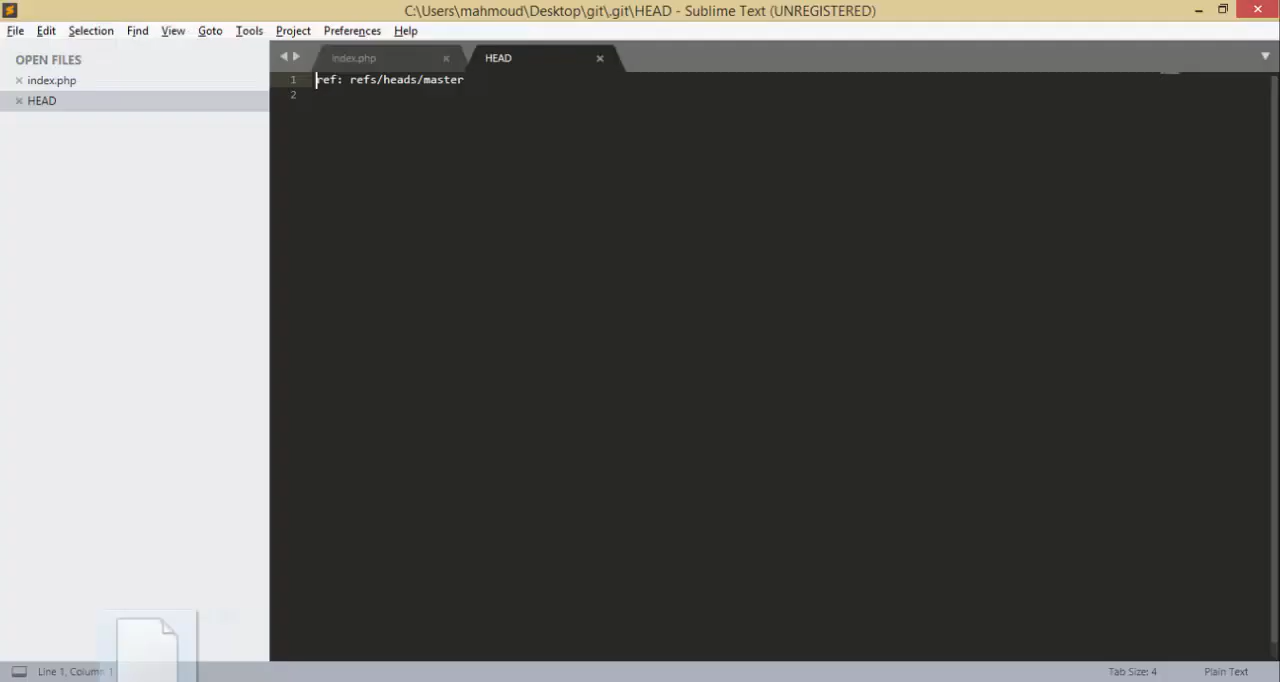 C:\Users\mahmoud\Desktop\git\.git\HEAD - Sublime Text (UNREGISTERED)
File Edit Selection Find View Goto Tools Project Preferences Help
OPEN FILES
index.php
HEAD
index.php
HEAD
1 ref: refs/heads/master
2
Line 1, Column 1
Tab Size: 4
Plain Text